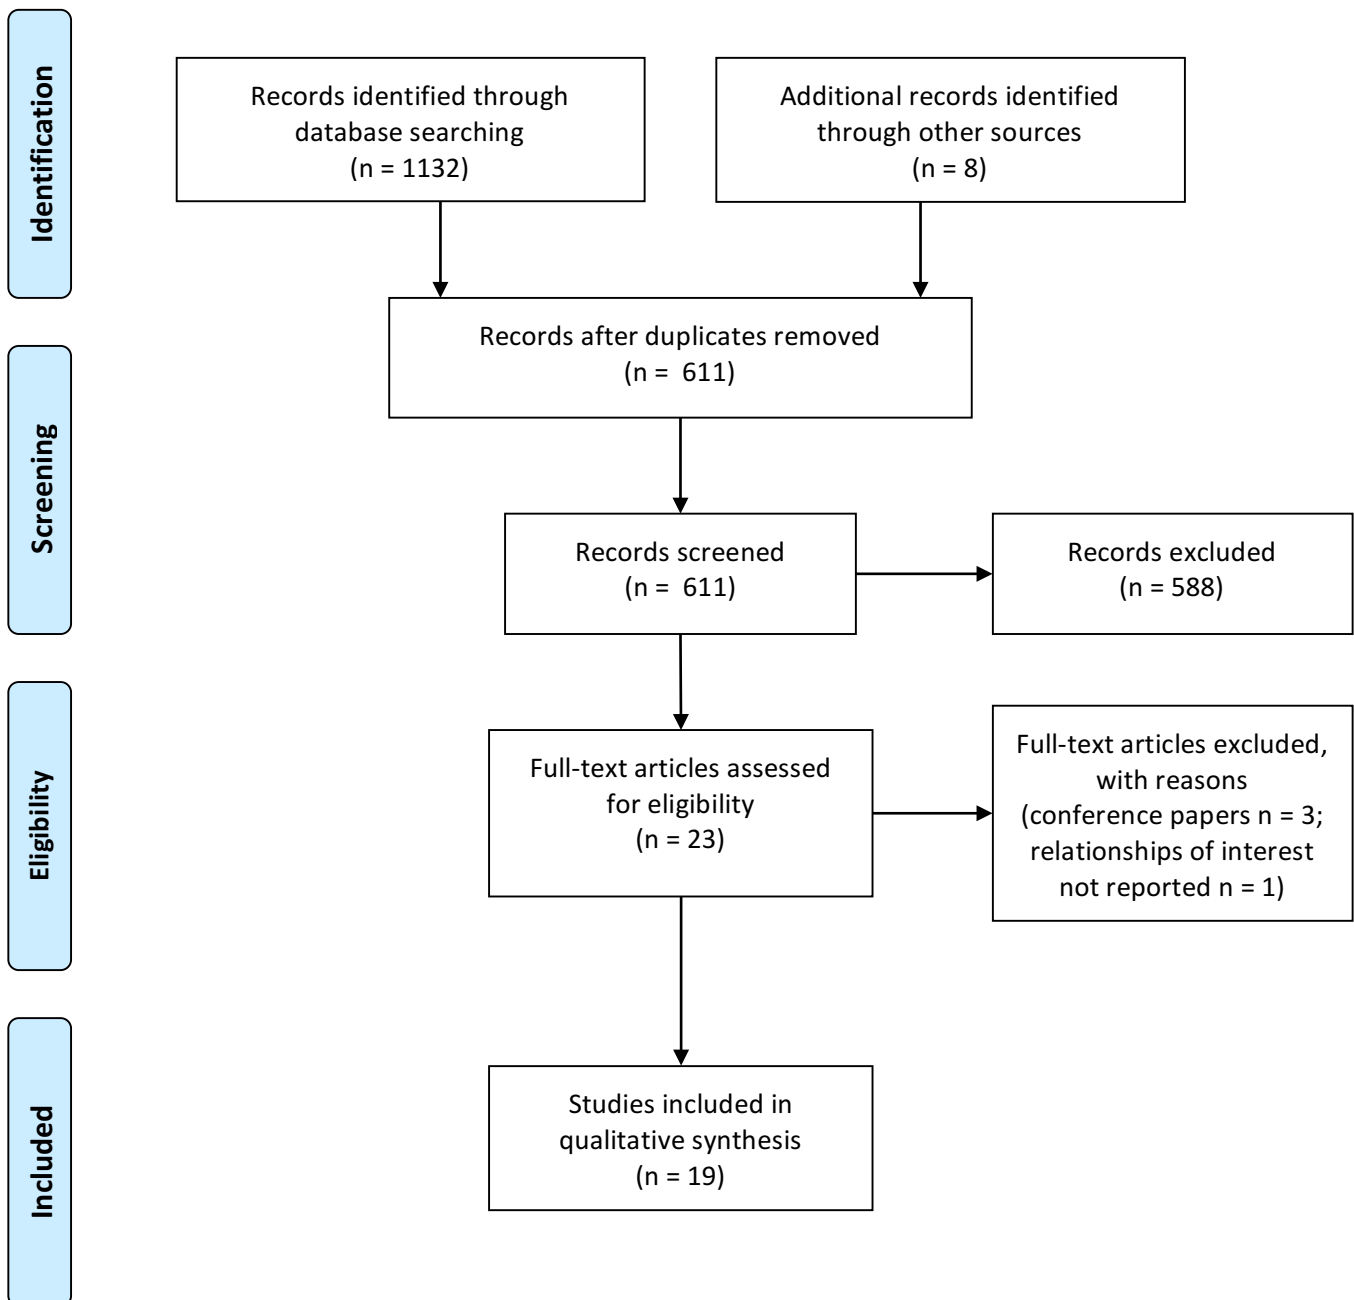 Identification
Records identified through
database searching
(n = 1132)
Additional records identified
through other sources
(n = 8)
Records after duplicates removed
(n =  611)
Screening
Records screened
(n =  611)
Records excluded
(n = 588)
Eligibility
Full-text articles assessed
for eligibility
(n = 23)
Full-text articles excluded,
with reasons
(conference papers n = 3;
relationships of interest
not reported n = 1)
Included
Studies included in
qualitative synthesis
(n = 19)